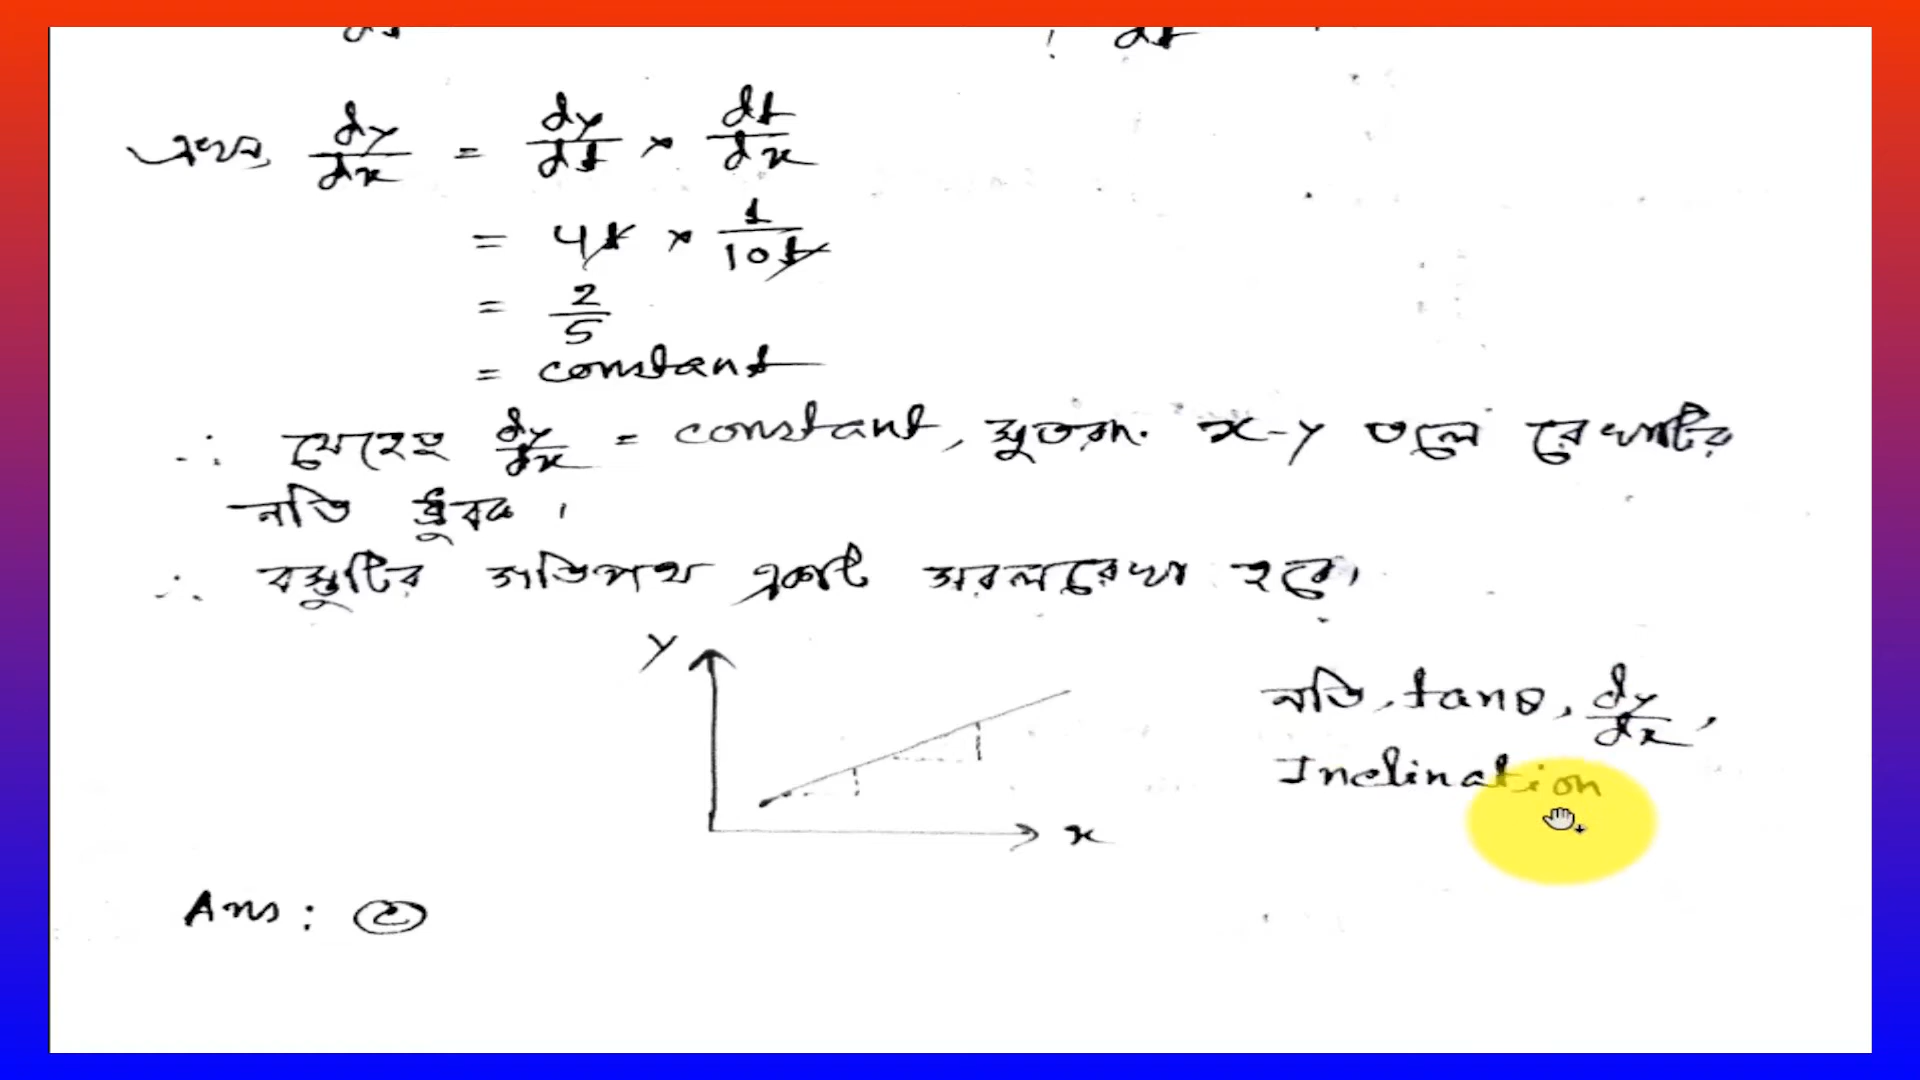 এখন, dy/dx = dy/dt × dt/dx
= 4t × 1/10t
= 2/5
= constant
∴ যেহেতু dy/dx = constant, সুতরাং x-y তলে রেখাটির
নতি ধ্রুবক।
∴ বস্তুটির গতিপথ একটি সরলরেখা হবে।
y
x
নতি, tanθ, dy/dx,
Inclination
Ans: ⓒ